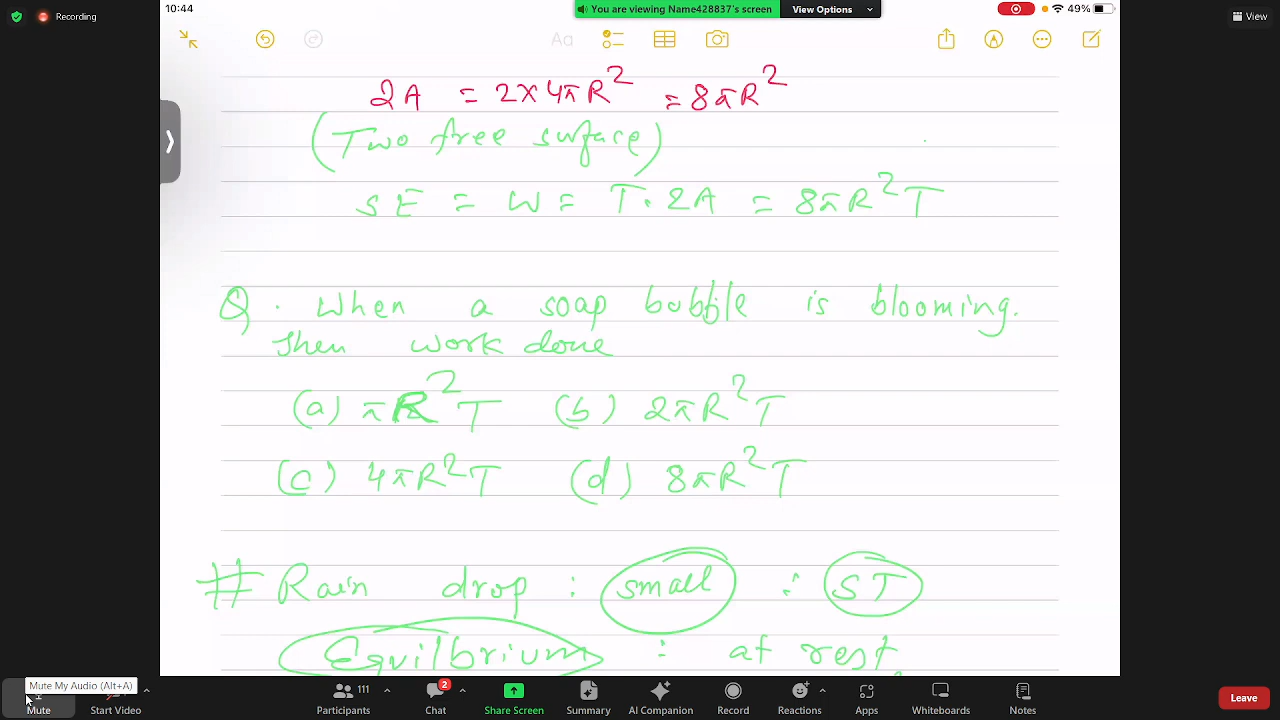 10:44
You are viewing Name428837's screen
View Options
49%
Recording
View
Aa
2A = 2×4πR² = 8πR²
(Two free surface)
SE = W = T.2A = 8πR²T
Q. When a soap bubble is blooming.
then work done
(a) πR²T (b) 2πR²T
(c) 4πR²T (d) 8πR²T
# Rain drop : small ∴ ST
Equilbrium : at rest
Mute My Audio (Alt+A)
111
2
Mute
Start Video
Participants
Chat
Share Screen
Summary
AI Companion
Record
Reactions
Apps
Whiteboards
Notes
Leave